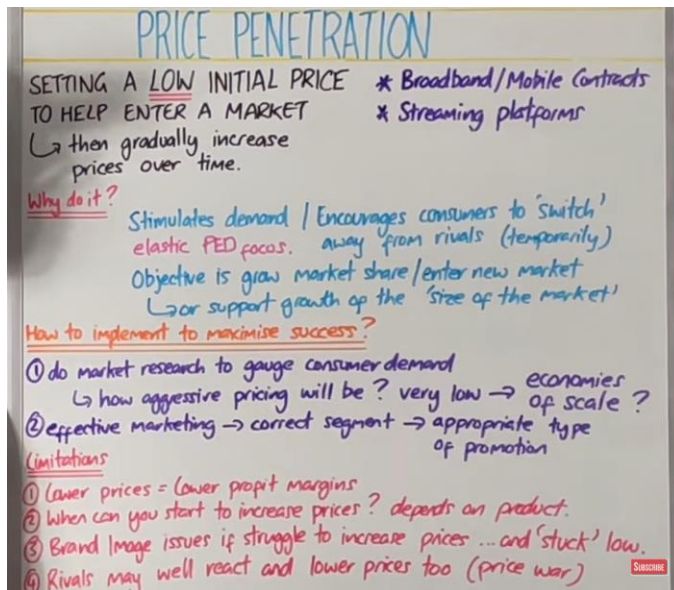 PRICE PENETRATION
SETTING A LOW INITIAL PRICE
TO HELP ENTER A MARKET
↳ then gradually increase
prices over time.
* Broadband/Mobile Contracts
* Streaming platforms
Why do it?
Stimulates demand / Encourages consumers to 'switch'
elastic PED focos. away from rivals (temporarily)
Objective is grow market share/enter new market
↳ or support growth of the 'size of the market'
How to implement to maximise success?
① do market research to gauge consumer demand
↳ how aggressive pricing will be? very low → economies
of scale?
② effective marketing → correct segment → appropriate type
of promotion
Limitations
① Lower prices = Lower profit margins
② When can you start to increase prices? depends on product.
③ Brand Image issues if struggle to increase prices ... and 'stuck' low.
④ Rivals may well react and lower prices too (price war)
SUBSCRIBE